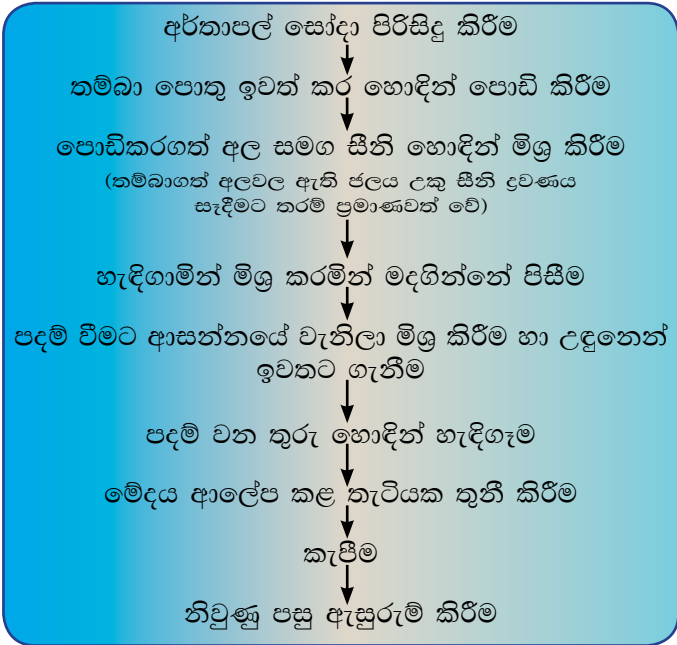 අර්තාපල් සෝදා පිරිසිදු කිරීම
තම්බා පොතු ඉවත් කර හොඳින් පොඩි කිරීම
පොඩිකරගත් අල සමග සීනි හොඳින් මිශ්‍ර කිරීම
(තම්බාගත් අලවල ඇති ජලය උකු සීනි ද්‍රවණය
සෑදීමට තරම් ප්‍රමාණවත් වේ)
හැඳිගාමින් මිශ්‍ර කරමින් මදගින්නේ පිසීම
පදම් වීමට ආසන්නයේ වැනිලා මිශ්‍ර කිරීම හා උඳුනෙන්
ඉවතට ගැනීම
පදම් වන තුරු හොඳින් හැඳිගෑම
මේදය ආලේප කළ තැටියක තුනී කිරීම
කැපීම
නිවුණු පසු ඇසුරුම් කිරීම